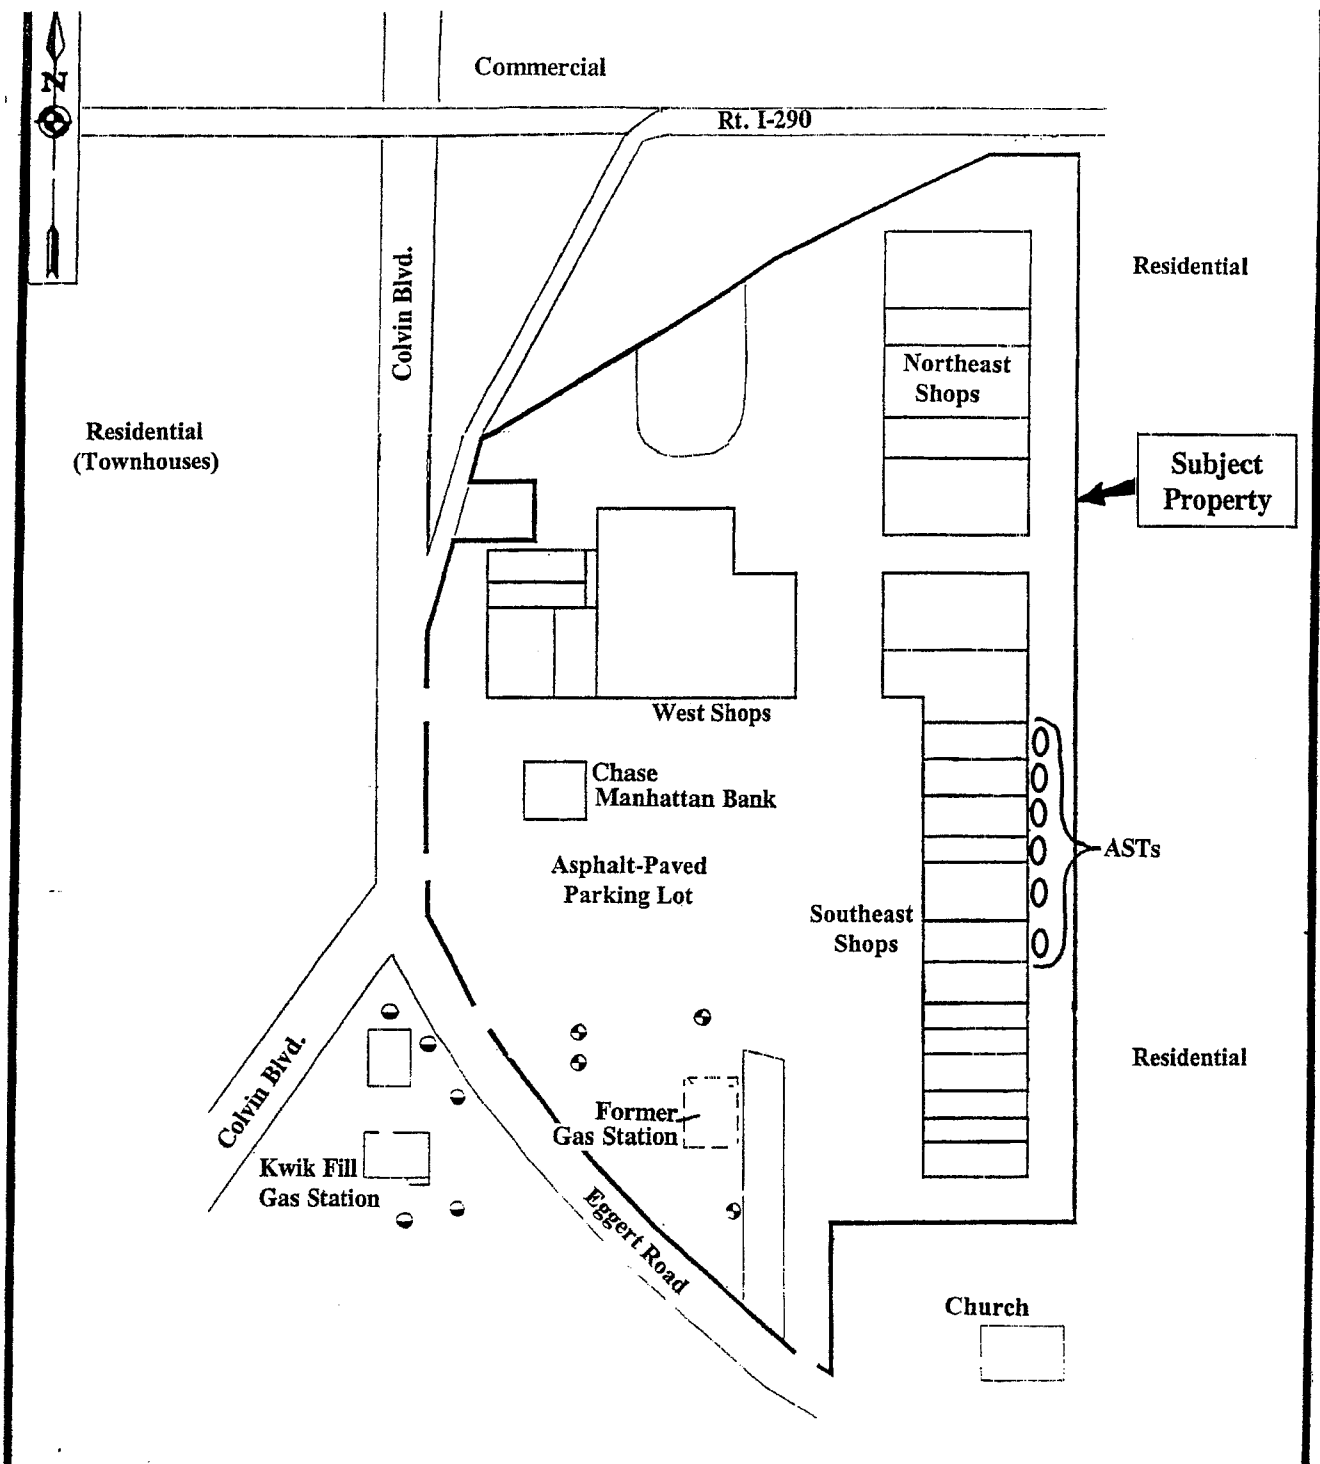 N
Commercial
Rt. I-290
Colvin Blvd.
Residential
Northeast
Shops
Residential
(Townhouses)
Subject
Property
West Shops
Chase
Manhattan Bank
ASTs
Asphalt-Paved
Parking Lot
Southeast
Shops
Colvin Blvd.
Residential
Former
Gas Station
Kwik Fill
Gas Station
Eggert Road
Church